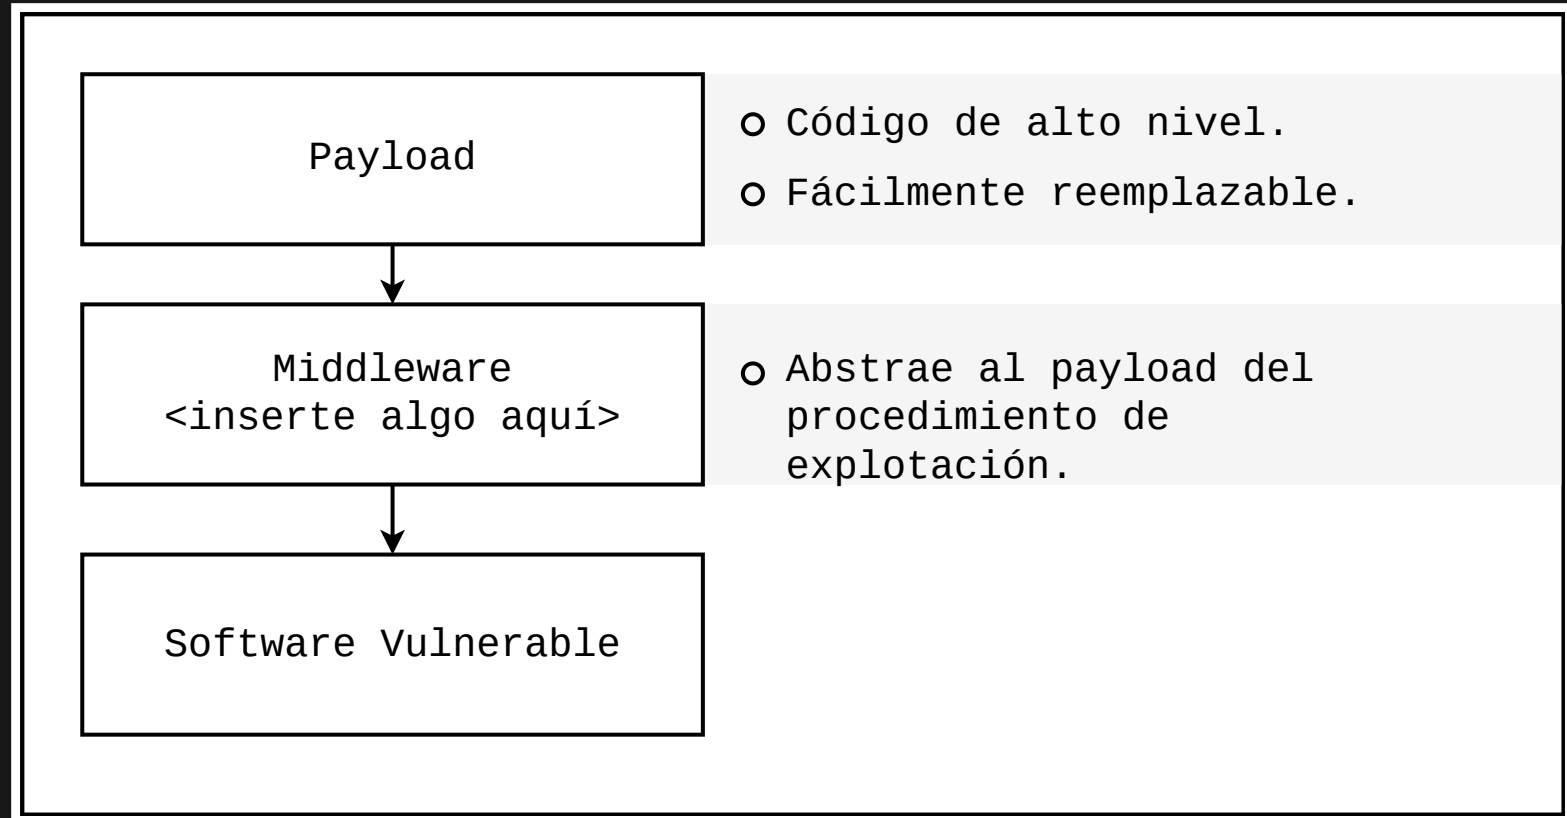 Payload
Código de alto nivel.
Fácilmente reemplazable.
Middleware
<inserte algo aquí>
Abstrae al payload del
procedimiento de
explotación.
Software Vulnerable